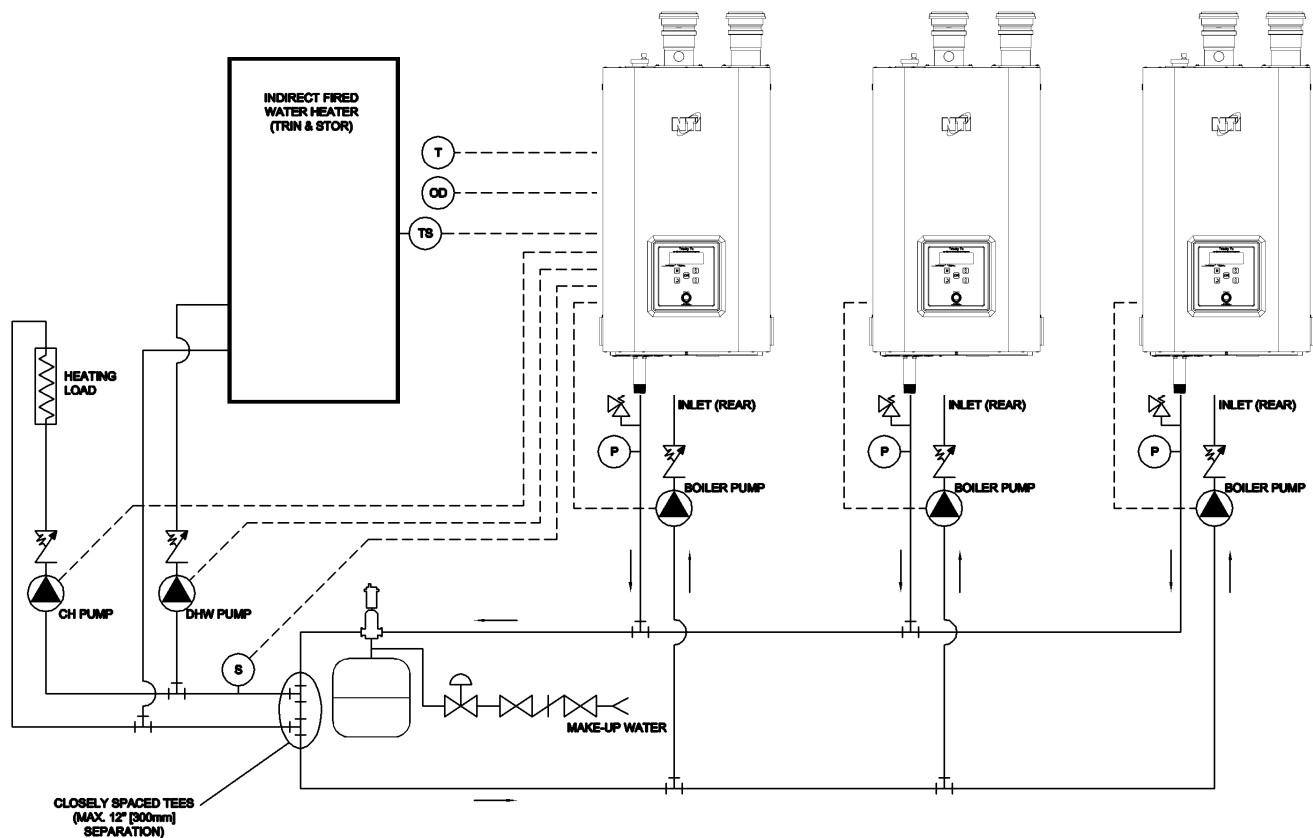 INDIRECT FIRED
WATER HEATER
(TRIN & STOR)
T
OD
TS
NTI
NTI
NTI
HEATING
LOAD
INLET (REAR)
INLET (REAR)
INLET (REAR)
P
P
P
BOILER PUMP
BOILER PUMP
BOILER PUMP
CH PUMP
DHW PUMP
S
MAKE-UP WATER
CLOSELY SPACED TEES
(MAX. 12" [300mm]
SEPARATION)